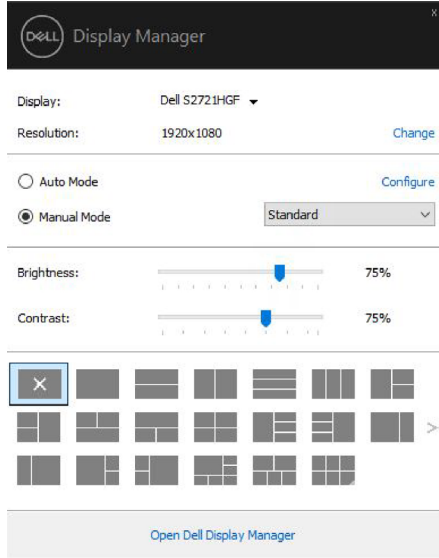 DELL Display Manager
Display: Dell S2721HGF
Resolution: 1920x1080 Change
Auto Mode Configure
Manual Mode Standard
Brightness: 75%
Contrast: 75%
Open Dell Display Manager